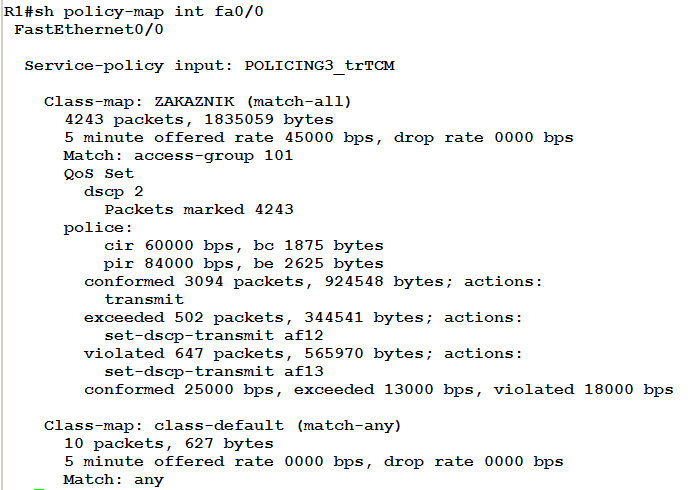 R1#sh policy-map int fa0/0
FastEthernet0/0
Service-policy input: POLICING3_trTCM
Class-map: ZAKAZNIK (match-all)
4243 packets, 1835059 bytes
5 minute offered rate 45000 bps, drop rate 0000 bps
Match: access-group 101
QoS Set
dscp 2
Packets marked 4243
police:
cir 60000 bps, bc 1875 bytes
pir 84000 bps, be 2625 bytes
conformed 3094 packets, 924548 bytes; actions:
transmit
exceeded 502 packets, 344541 bytes; actions:
set-dscp-transmit af12
violated 647 packets, 565970 bytes; actions:
set-dscp-transmit af13
conformed 25000 bps, exceeded 13000 bps, violated 18000 bps
Class-map: class-default (match-any)
10 packets, 627 bytes
5 minute offered rate 0000 bps, drop rate 0000 bps
Match: any